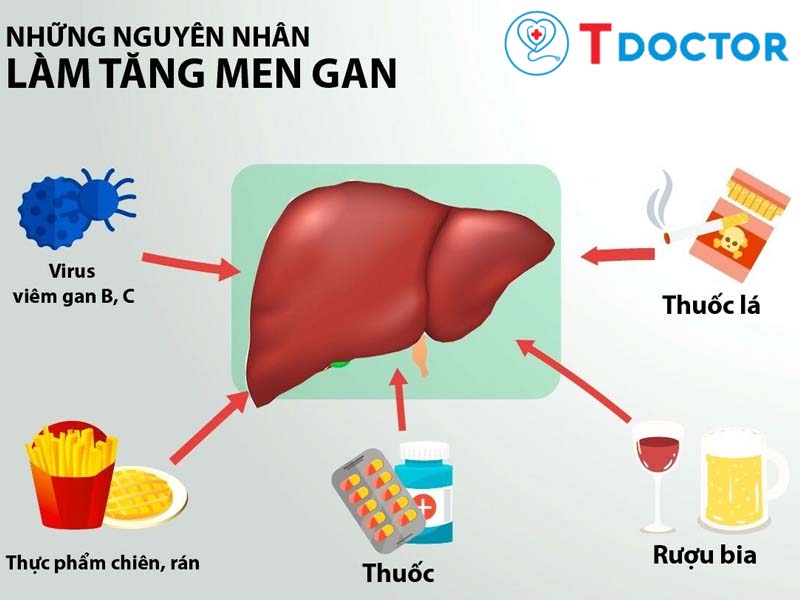 NHỮNG NGUYÊN NHÂN
LÀM TĂNG MEN GAN
T DOCTOR
Virus
viêm gan B, C
Thuốc lá
Thực phẩm chiên, rán
Thuốc
Rượu bia